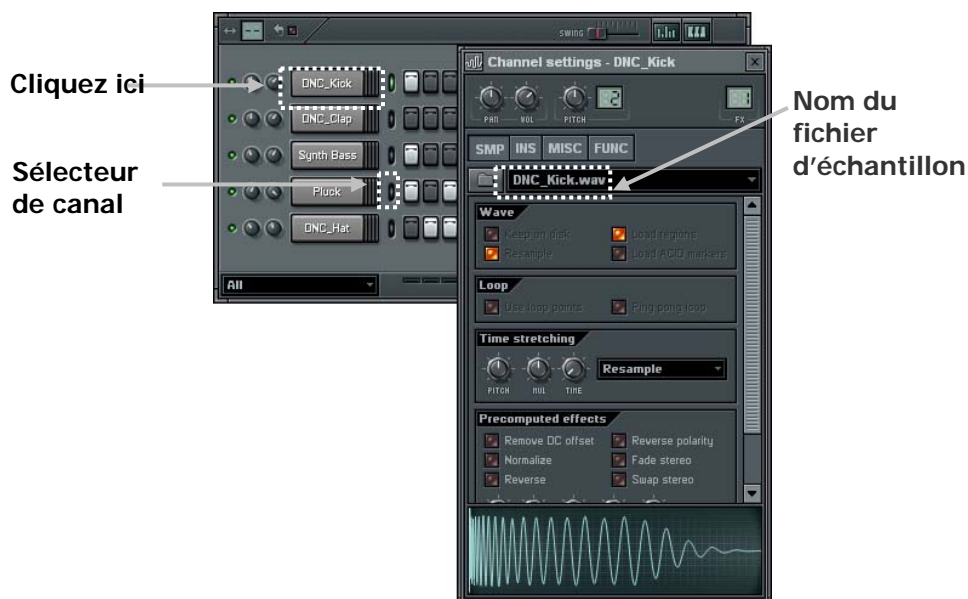 SWING
Cliquez ici
DNC_Kick
DNC_Clap
Synth Bass
Sélecteur
de canal
Pluck
DNC_Hat
All
Channel settings - DNC_Kick
PAN VOL PITCH
2
1
FX
SMP INS MISC FUNC
Nom du
fichier
d'échantillon
DNC_Kick.wav
Wave
Keep on disk Load regions
Resample Load ACID markers
Loop
Use loop points Ping pong loop
Time stretching
Resample
PITCH MUL TIME
Precomputed effects
Remove DC offset Reverse polarity
Normalize Fade stereo
Reverse Swap stereo